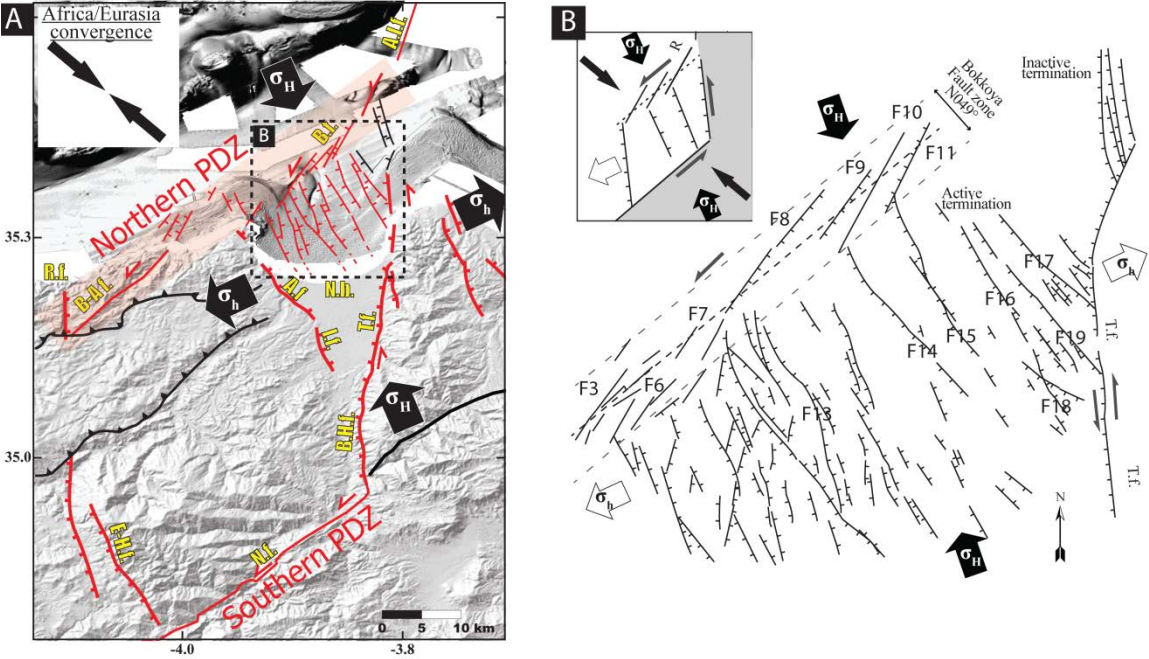 A
Africa/Eurasia
convergence
σH
A.I.f.
B
B.f.
Northern PDZ
σh
35.3
R.f.
B-A f.
σh
A.f
N.b.
I.f.
T.f.
σH
B.H.f.
35.0
E-H.f.
N.f.
Southern PDZ
0 5 10 km
-4.0
-3.8
B
σH
R
σH
σH
Bokkoya
Fault zone
N049°
Inactive
termination
F10
F11
F9
F8
Active
termination
F17
σh
F16
F7
F15
F14
F19
T.f.
F3
F6
F18
F13
σh
T.f.
N
σH